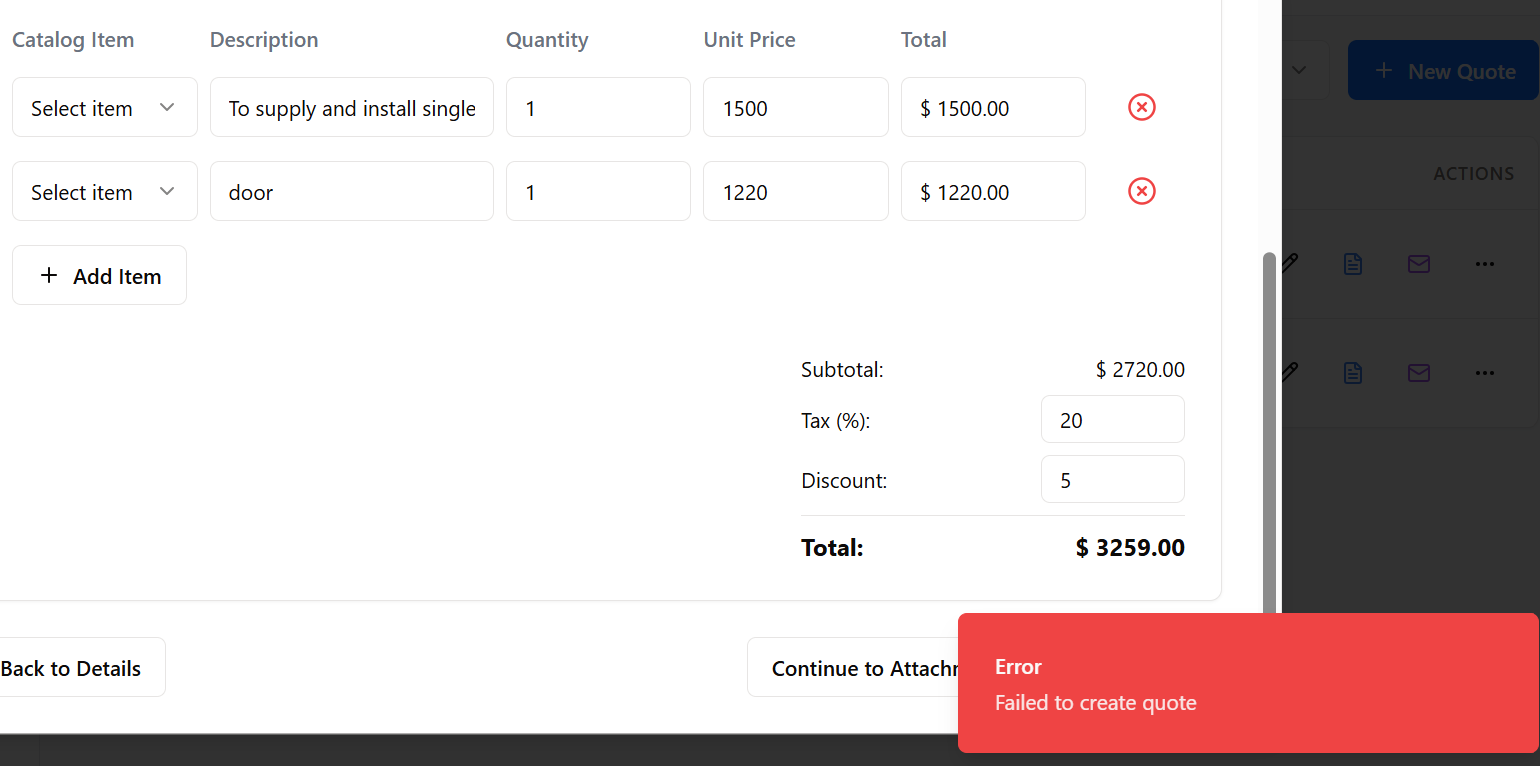 Catalog Item Description Quantity Unit Price Total
New Quote
Select item To supply and install single 1 1500 $ 1500.00
ACTIONS
Select item door 1 1220 $ 1220.00
Add Item
Subtotal: $ 2720.00
Tax (%): 20
Discount: 5
Total: $ 3259.00
Back to Details Continue to Attach
Error
Failed to create quote